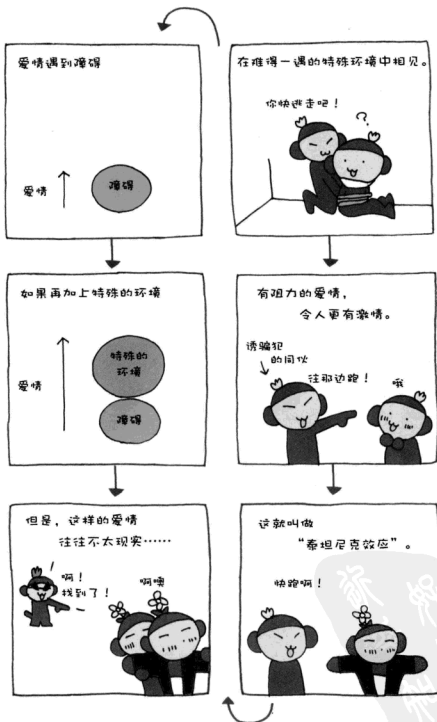 在难得一遇的特殊环境中相见。
你快逃走吧！
?
有阻力的爱情，
令人更有激情。
诱骗犯
的同伙
往那边跑！
哦
这就叫做
“泰坦尼克效应”。
快跑啊！
爱情遇到障碍
爱情
障碍
如果再加上特殊的环境
爱情
特殊的
环境
障碍
但是，这样的爱情
往往不太现实……
啊！
找到了！
啊噢